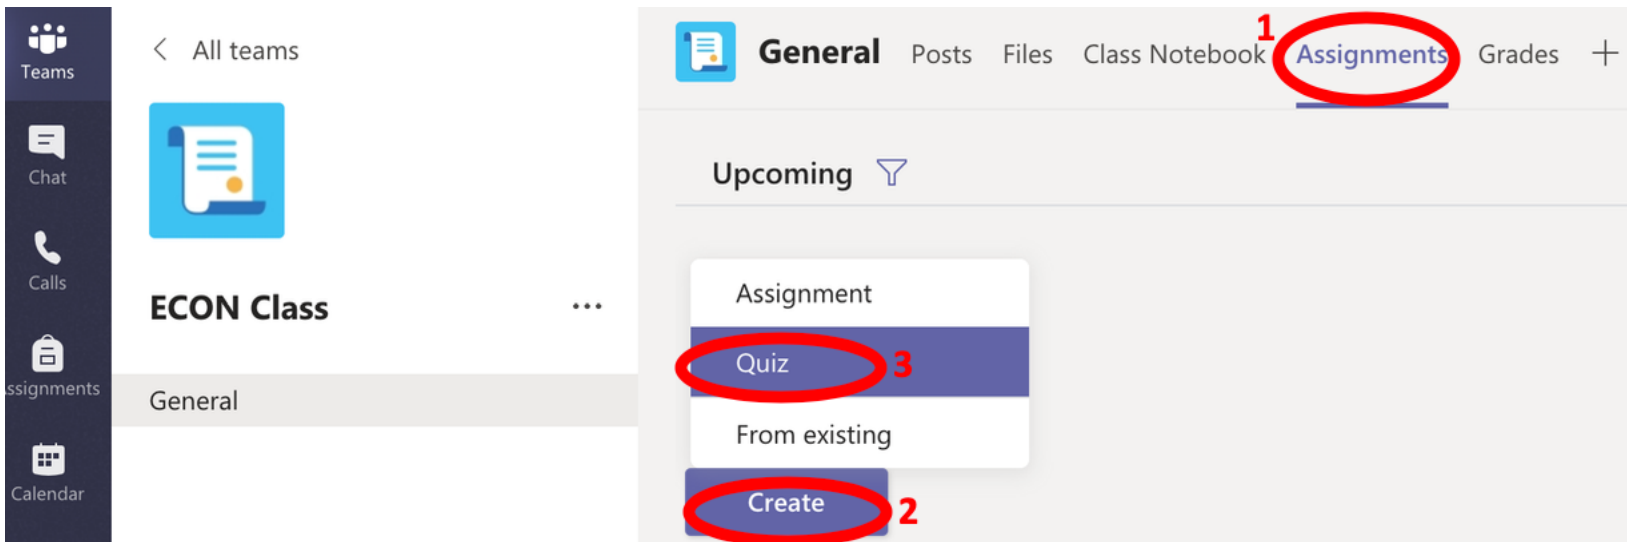 Teams
Chat
Calls
ssignments
Calendar
All teams
ECON Class
...
General
General Posts Files Class Notebook 1 Assignments Grades +
Upcoming
Assignment
Quiz 3
From existing
Create 2